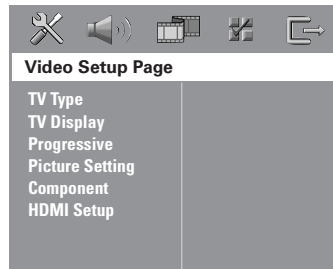 Video Setup Page
TV Type
TV Display
Progressive
Picture Setting
Component
HDMI Setup